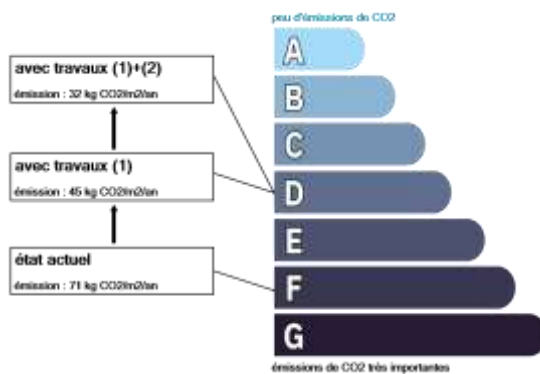 peu d'émissions de CO2
A
avec travaux (1)+(2)
émission : 32 kg CO2/m2/an
B
C
avec travaux (1)
émission : 45 kg CO2/m2/an
D
E
état actuel
émission : 71 kg CO2/m2/an
F
G
émissions de CO2 très importantes